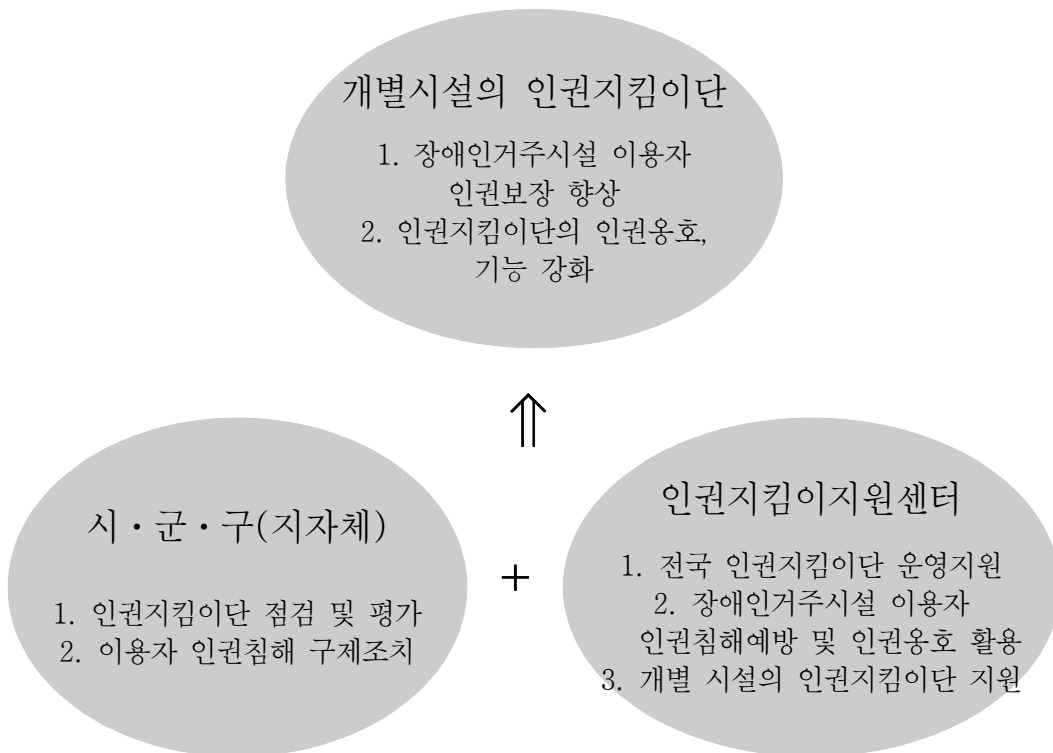 개별시설의 인권지킴이단
1. 장애인거주시설 이용자
인권보장 향상
2. 인권지킴이단의 인권옹호,
기능 강화
⇑
시・군・구(지자체)
1. 인권지킴이단 점검 및 평가
2. 이용자 인권침해 구제조치
+
인권지킴이지원센터
1. 전국 인권지킴이단 운영지원
2. 장애인거주시설 이용자
인권침해예방 및 인권옹호 활용
3. 개별 시설의 인권지킴이단 지원